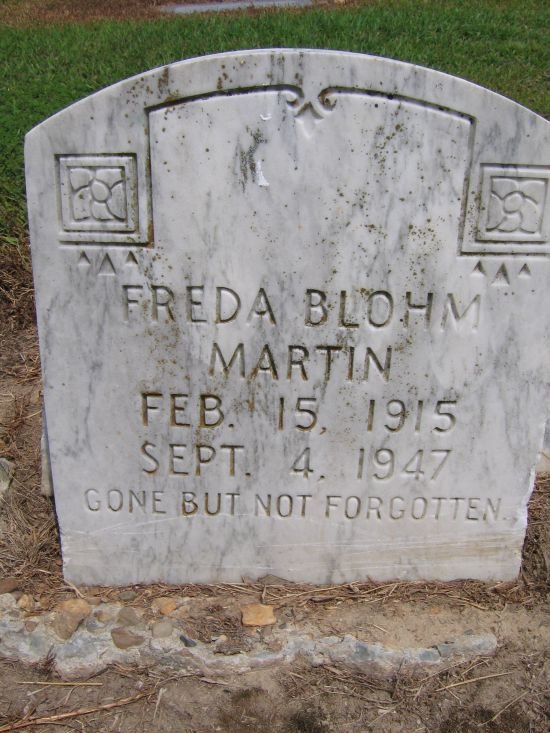 FREDA BLOHM
MARTIN
FEB. 15, 1915
SEPT. 4, 1947
GONE BUT NOT FORGOTTEN.